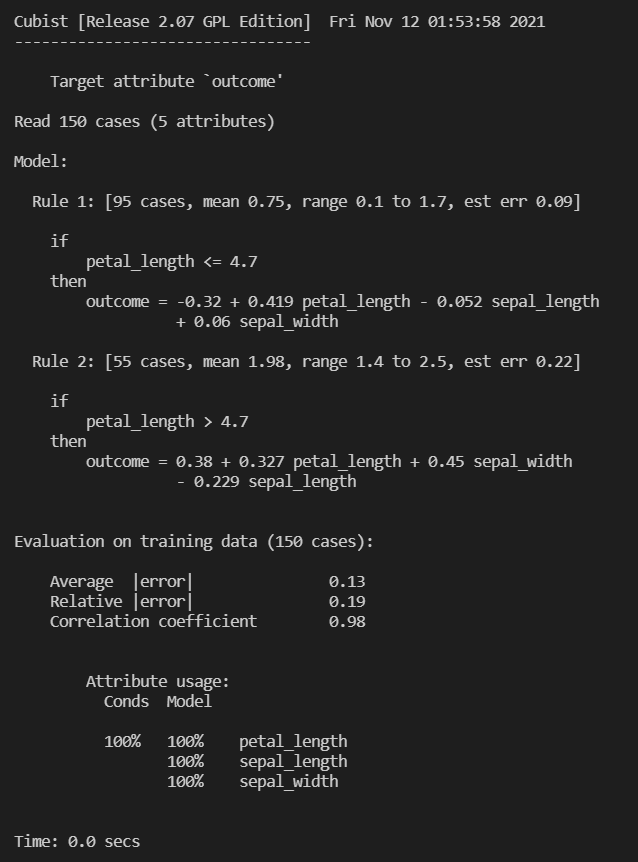 Cubist [Release 2.07 GPL Edition]  Fri Nov 12 01:53:58 2021
---------------------------------
Target attribute `outcome'
Read 150 cases (5 attributes)
Model:
Rule 1: [95 cases, mean 0.75, range 0.1 to 1.7, est err 0.09]
if
petal_length <= 4.7
then
outcome = -0.32 + 0.419 petal_length - 0.052 sepal_length
+ 0.06 sepal_width
Rule 2: [55 cases, mean 1.98, range 1.4 to 2.5, est err 0.22]
if
petal_length > 4.7
then
outcome = 0.38 + 0.327 petal_length + 0.45 sepal_width
- 0.229 sepal_length
Evaluation on training data (150 cases):
Average  |error|               0.13
Relative |error|               0.19
Correlation coefficient        0.98
Attribute usage:
Conds  Model
100%   100%    petal_length
100%    sepal_length
100%    sepal_width
Time: 0.0 secs